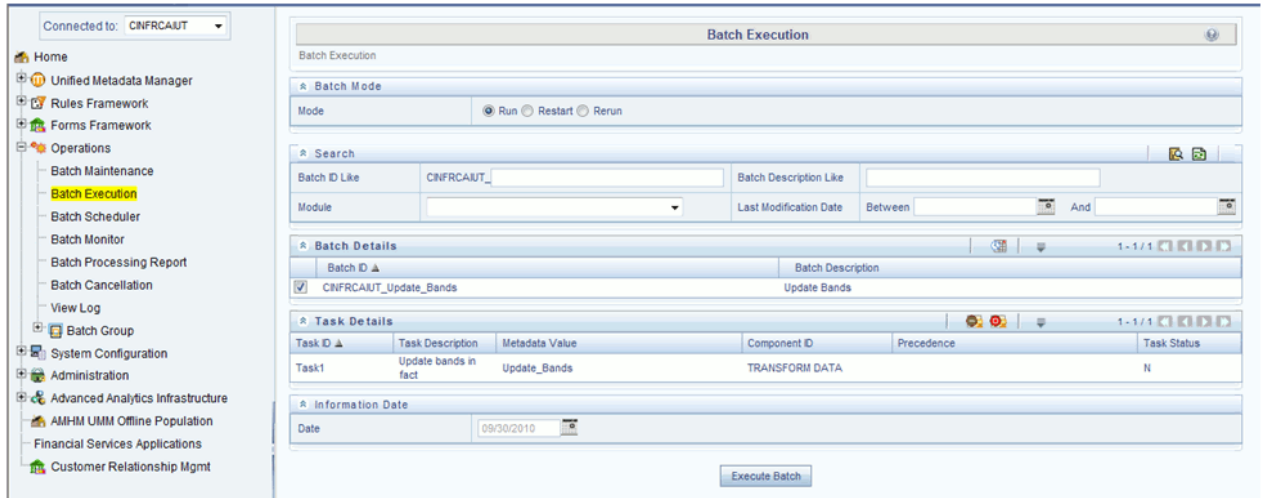 Connected to: CINFRCAIUT
Home
Unified Metadata Manager
Rules Framework
Forms Framework
Operations
Batch Maintenance
Batch Execution
Batch Scheduler
Batch Monitor
Batch Processing Report
Batch Cancellation
View Log
Batch Group
System Configuration
Administration
Advanced Analytics Infrastructure
AMHM UMM Offline Population
Financial Services Applications
Customer Relationship Mgmt
Batch Execution
Batch Execution
Batch Mode
Mode Run Restart Rerun
Search
Batch ID Like CINFRCAIUT_ Batch Description Like
Module Last Modification Date Between And
Batch Details 1 - 1 / 1
Batch ID Batch Description
CINFRCAIUT_Update_Bands Update Bands
Task Details 1 - 1 / 1
Task ID Task Description Metadata Value Component ID Precedence Task Status
Task1 Update bands in fact Update_Bands TRANSFORM DATA N
Information Date
Date 09/30/2010
Execute Batch